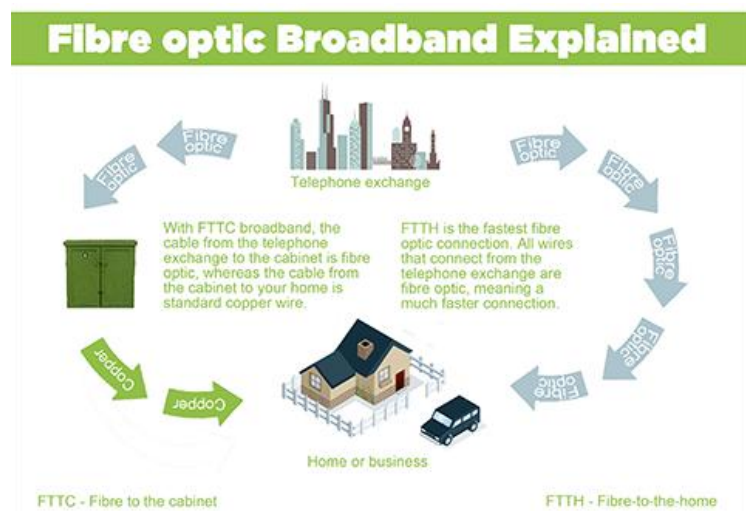 Fibre optic Broadband Explained
Fibre
optic
Fibre
optic
Telephone exchange
Fibre
optic
Fibre
optic
Fibre
optic
Fibre
optic
Fibre
optic
With FTTC broadband, the
cable from the telephone
exchange to the cabinet is fibre
optic, whereas the cable from
the cabinet to your home is
standard copper wire.
FTTH is the fastest fibre
optic connection. All wires
that connect from the
telephone exchange are
fibre optic, meaning a
much faster connection.
Copper
Copper
Home or business
FTTC - Fibre to the cabinet
FTTH - Fibre-to-the-home